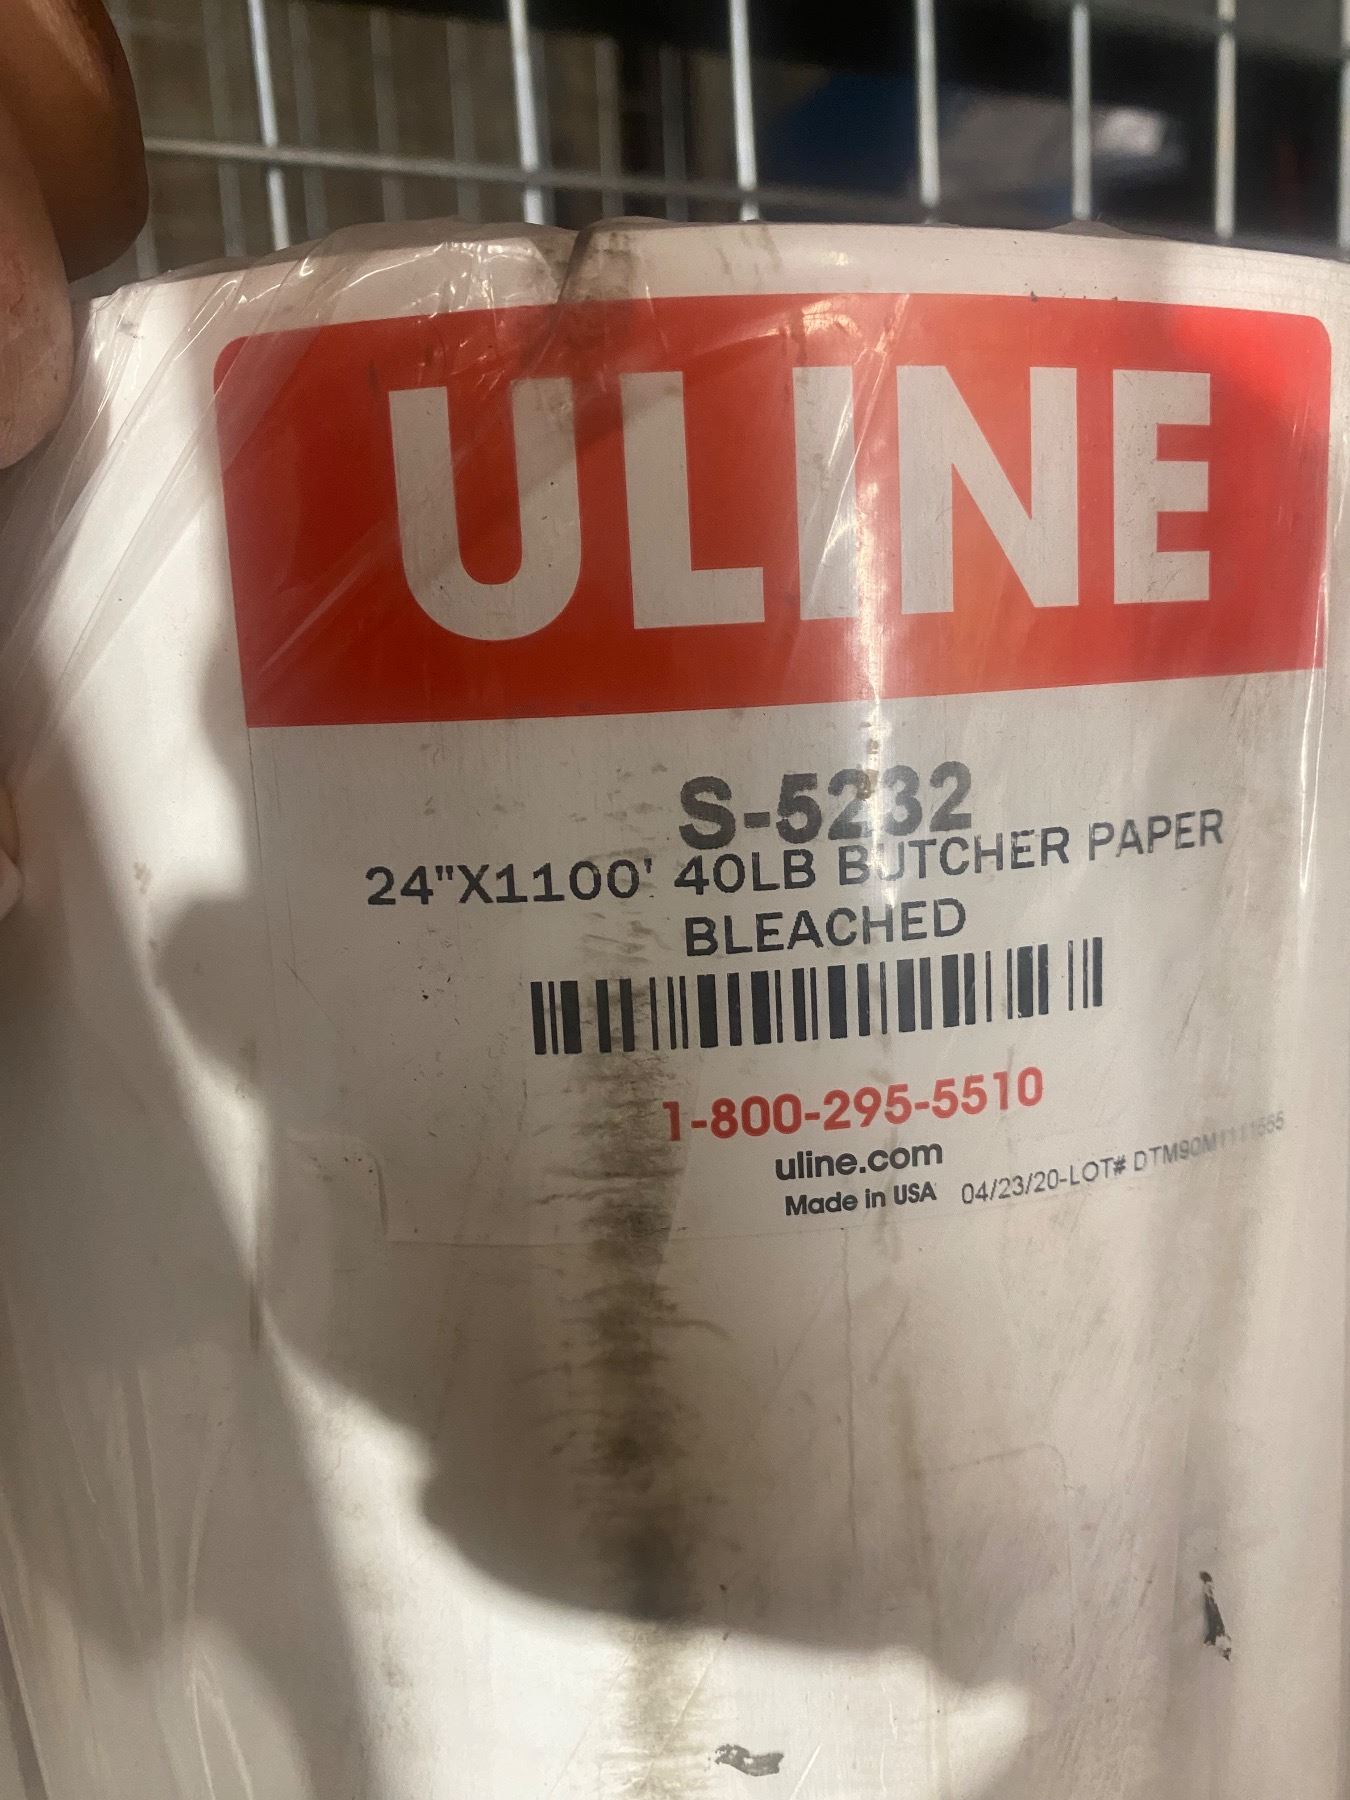 ULINE
S-5232
24"X1100' 40LB BUTCHER PAPER
BLEACHED
1-800-295-5510
uline.com
Made in USA 04/23/20-LOT# DTM90M1111565